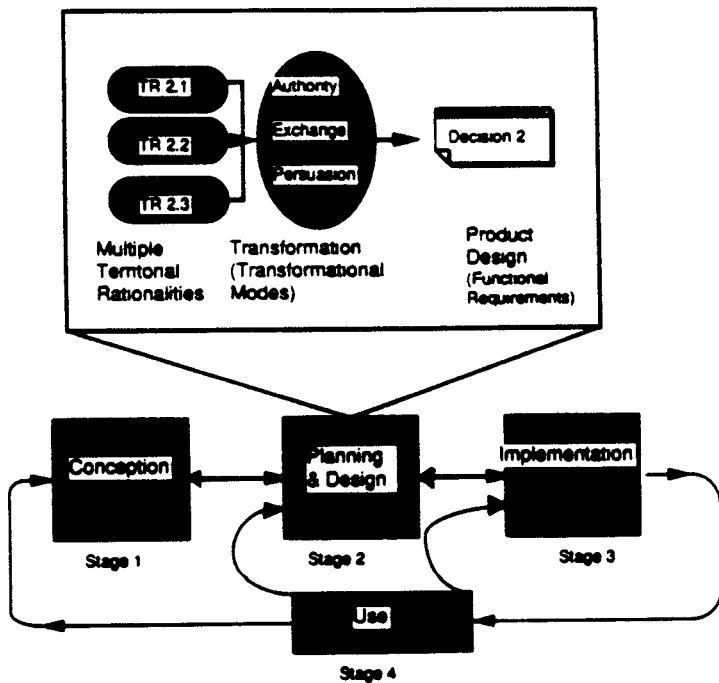 TR 2.1
TR 2.2
TR 2.3
Authority
Exchange
Persuasion
Decision 2
Multiple
Territorial
Rationalities
Transformation
(Transformational
Modes)
Product
Design
(Functional
Requirements)
Conception
Planning
& Design
Implementation
Stage 1
Stage 2
Stage 3
Use
Stage 4